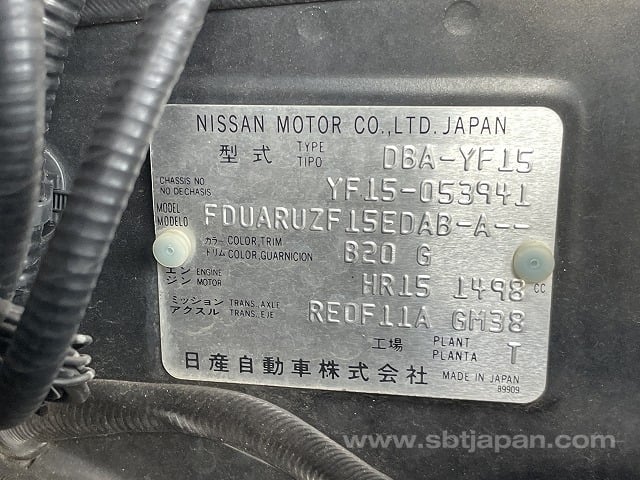 NISSAN MOTOR CO.,LTD. JAPAN
型式 TYPE TIPO DBA-YF15
CHASSIS NO NO DE CHASIS YF15-053941
MODEL MODELO FDUARUZF15EDAB-A--
カラー COLOR,TRIM トリム COLOR,GUARNICION B20 G
エンジン ENGINE MOTOR HR15 1498 CC
ミッション TRANS. AXLE アクスル TRANS. EJE RE0F11A GM38
工場 PLANT PLANTA T
日産自動車株式会社 MADE IN JAPAN
89909
www.sbtjapan.com